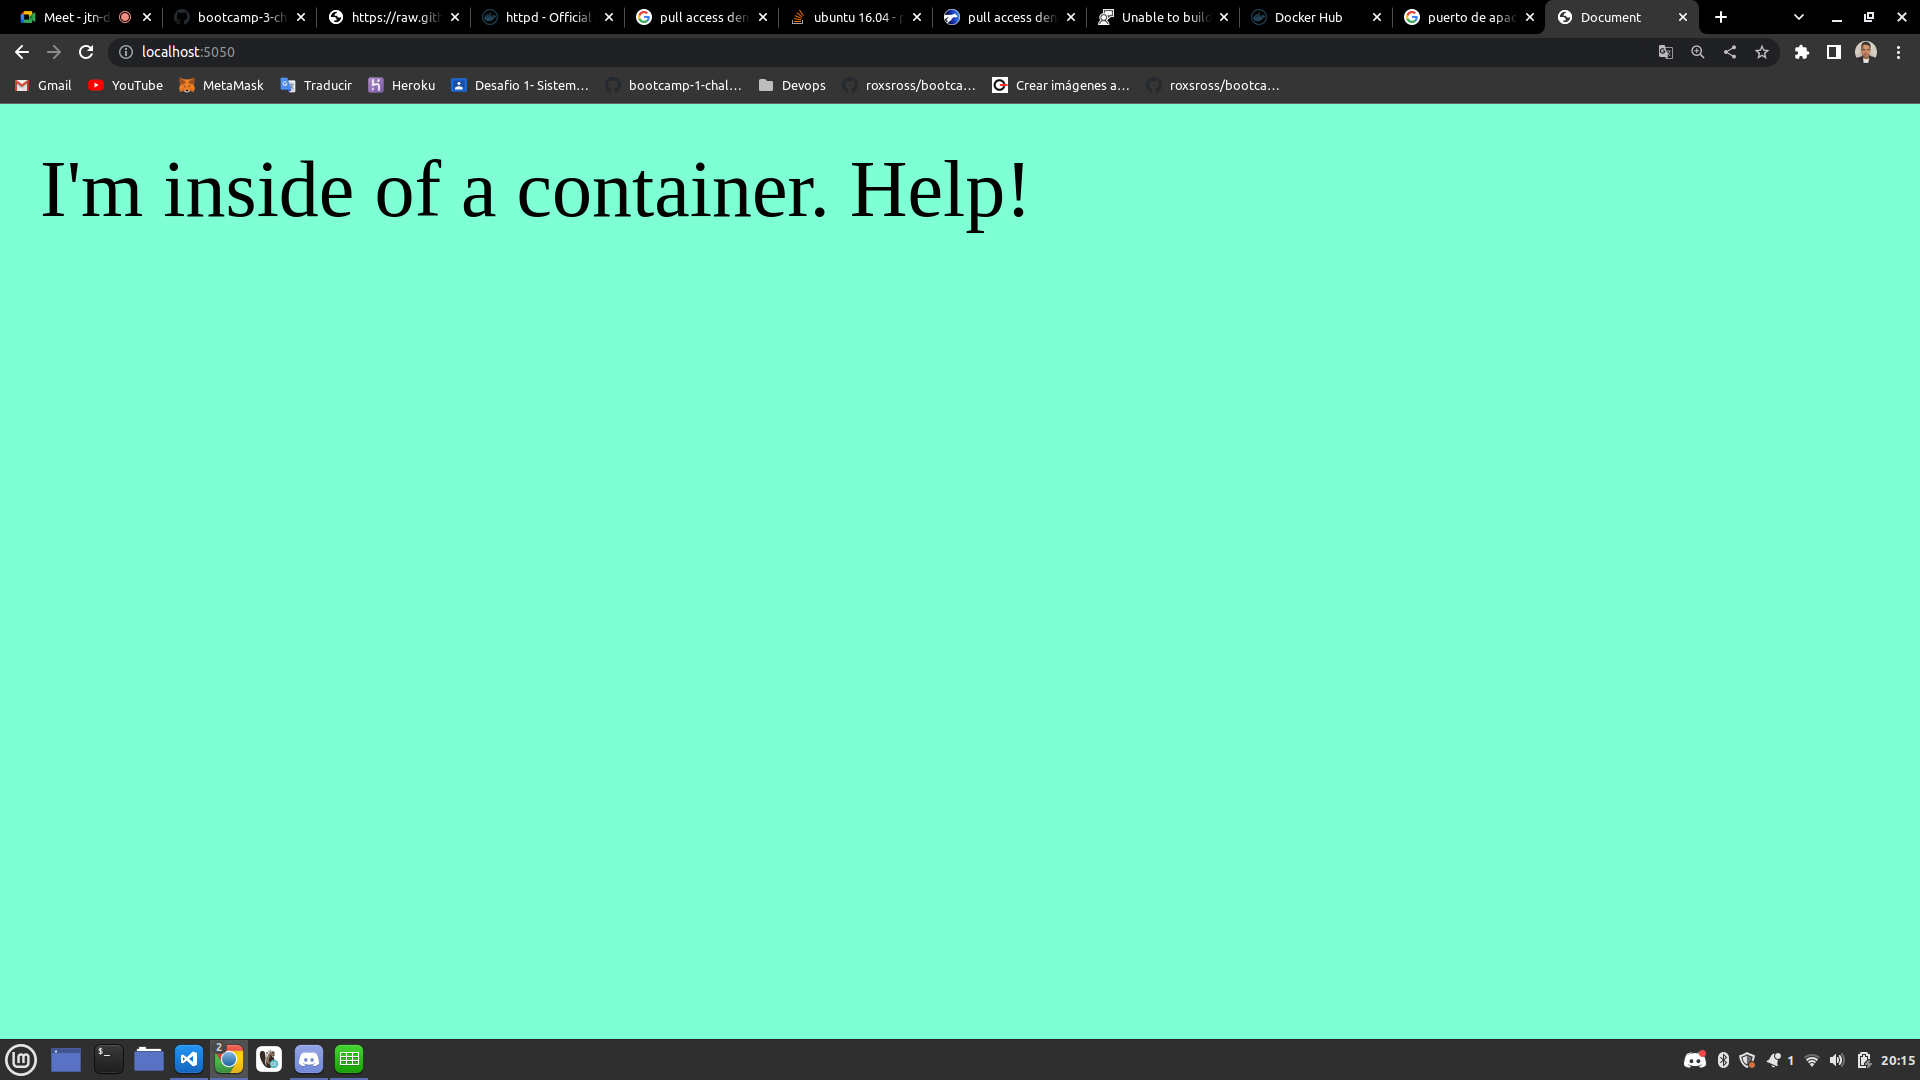 Meet - jtn-d
bootcamp-3-ch
https://raw.gith
httpd - Official
pull access den
ubuntu 16.04 - p
pull access den
Unable to build
Docker Hub
puerto de apac
Document
localhost:5050
Gmail
YouTube
MetaMask
Traducir
Heroku
Desafio 1- Sistem...
bootcamp-1-chal...
Devops
roxsross/bootca...
Crear imágenes a...
roxsross/bootca...
I'm inside of a container. Help!
2
1
20:15